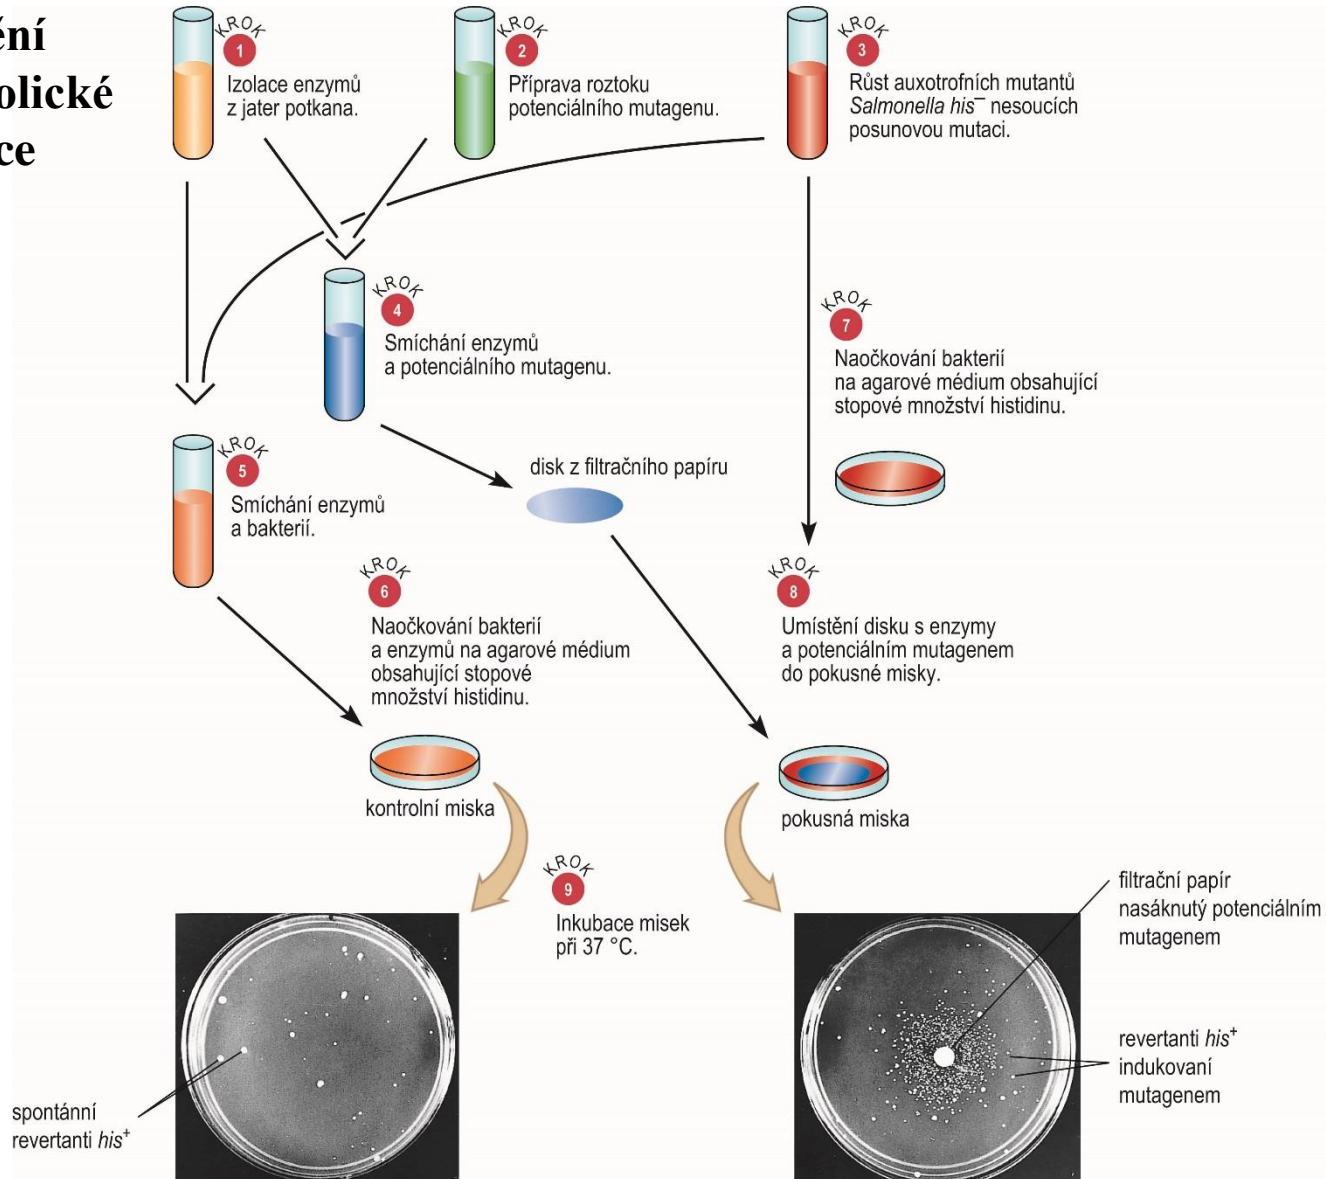 ění
olické
ce
KROK
1
Izolace enzymů
z jater potkana.
KROK
2
Příprava roztoku
potenciálního mutagenu.
KROK
3
Růst auxotrofních mutantů
Salmonella his⁻ nesoucích
posunovou mutaci.
KROK
4
Smíchání enzymů
a potenciálního mutagenu.
KROK
5
Smíchání enzymů
a bakterií.
disk z filtračního papíru
KROK
7
Naočkování bakterií
na agarové médium obsahující
stopové množství histidinu.
KROK
6
Naočkování bakterií
a enzymů na agarové médium
obsahující stopové
množství histidinu.
KROK
8
Umístění disku s enzymy
a potenciálním mutagenem
do pokusné misky.
kontrolní miska
pokusná miska
KROK
9
Inkubace misek
při 37 °C.
filtrační papír
nasáknutý potenciálním
mutagenem
revertanti his⁺
indukovaní
mutagenem
spontánní
revertanti his⁺